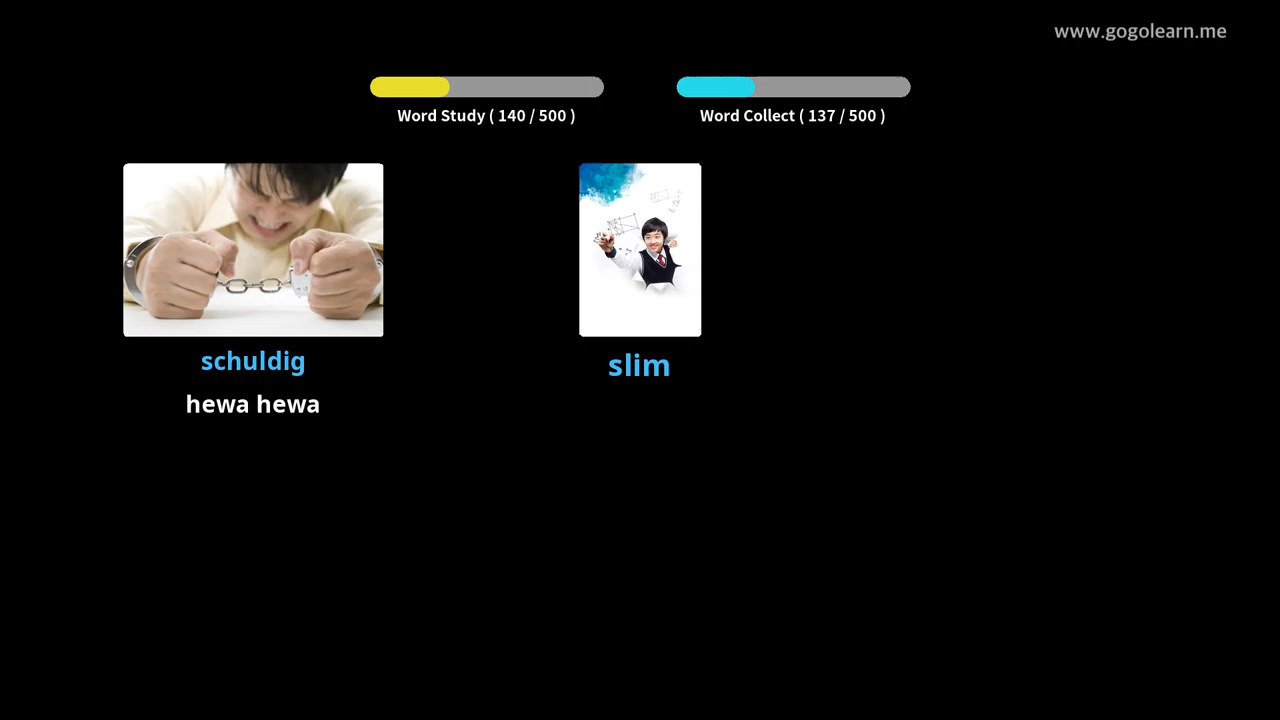 www.gogolearn.me
Word Study ( 140 / 500 )
Word Collect ( 137 / 500 )
schuldig
hewa hewa
slim